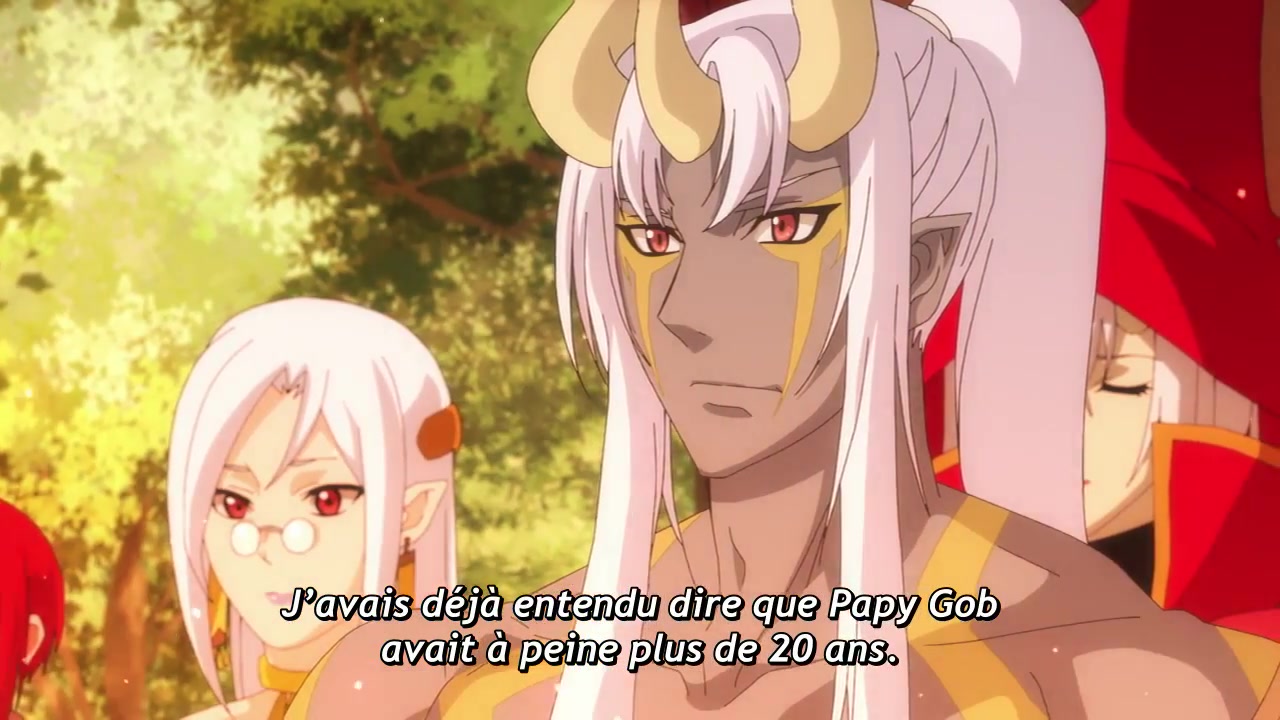 J’avais déjà entendu dire que Papy Gob
avait à peine plus de 20 ans.